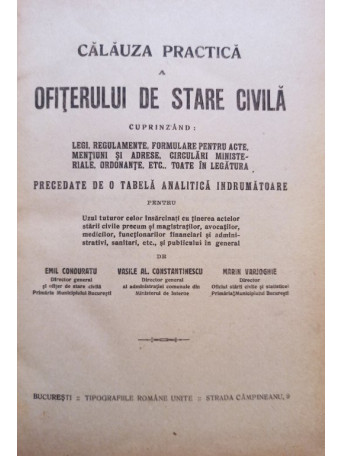 CĂLĂUZA PRACTICĂ
A
OFIŢERULUI DE STARE CIVILĂ
CUPRINZÂND:
LEGI, REGULAMENTE, FORMULARE PENTRU ACTE,
MENŢIUNI ŞI ADRESE, CIRCULĂRI MINISTE-
RIALE, ORDONANŢE, ETC., TOATE ÎN LEGĂTURĂ
PRECEDATE DE O TABELĂ ANALITICĂ INDRUMĂTOARE
PENTRU
Uzul tuturor celor însărcinaţi cu ţinerea actelor
stării civile precum şi magistraţilor, avocaţilor,
medicilor, funcţionarilor financiari şi admini-
strativi, sanitari, etc., şi publicului în general
DE
EMIL CONDURATU VASILE AL. CONSTANTINESCU MARIN VARJOGHIE
Director general Director general Director
şi ofiţer de stare civilă al administraţiei comunale din Oficiul stării civile şi statisticei
Primăria Municipiului Bucureşti Ministerul de Interne Primăria Municipiului Bucureşti
BUCUREŞTI :: TIPOGRAFIILE ROMÂNE UNITE :: STRADA CÂMPINEANU, 9